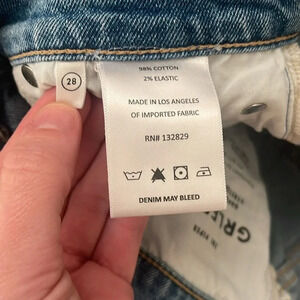 98% COTTON
2% ELASTIC
28
MADE IN LOS ANGELES
OF IMPORTED FABRIC
RN# 132829
DENIM MAY BLEED